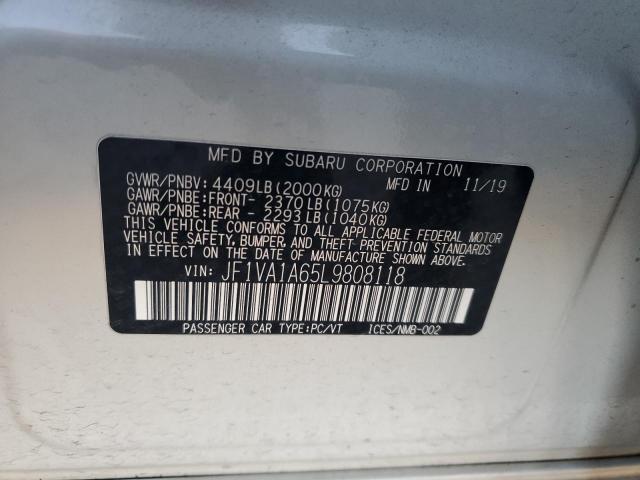 MFD BY SUBARU CORPORATION
GVWR/PNBV: 4409LB(2000KG) MFD IN 11/19
GAWR/PNBE:FRONT- 2370LB(1075KG)
GAWR/PNBE:REAR - 2293LB(1040KG)
THIS VEHICLE CONFORMS TO ALL APPLICABLE FEDERAL MOTOR
VEHICLE SAFETY, BUMPER, AND THEFT PREVENTION STANDARDS
IN EFFECT ON THE DATE OF MANUFACTURE SHOWN ABOVE.
VIN: JF1VA1A65L9808118
PASSENGER CAR TYPE:PC/VT ICES/NMB-002